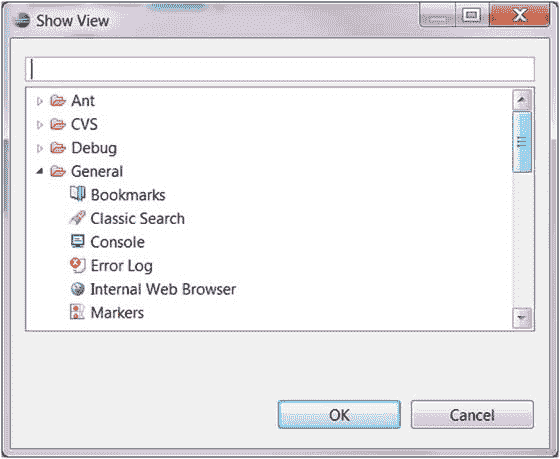 Show View
Ant
CVS
Debug
General
Bookmarks
Classic Search
Console
Error Log
Internal Web Browser
Markers
OK
Cancel